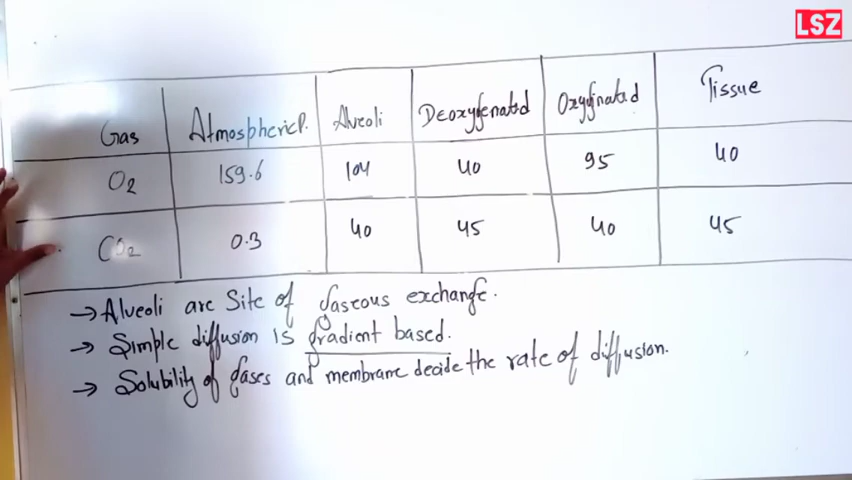 LSZ
Gas Atmospheric P. Alveoli Deoxygenated Oxyginated Tissue
O2 159.6 104 40 95 40
CO2 0.3 40 45 40 45
→ Alveoli are Site of Gaseous exchange.
→ Simple diffusion is gradient based.
→ Solubility of gases and membrane decide the rate of diffusion.